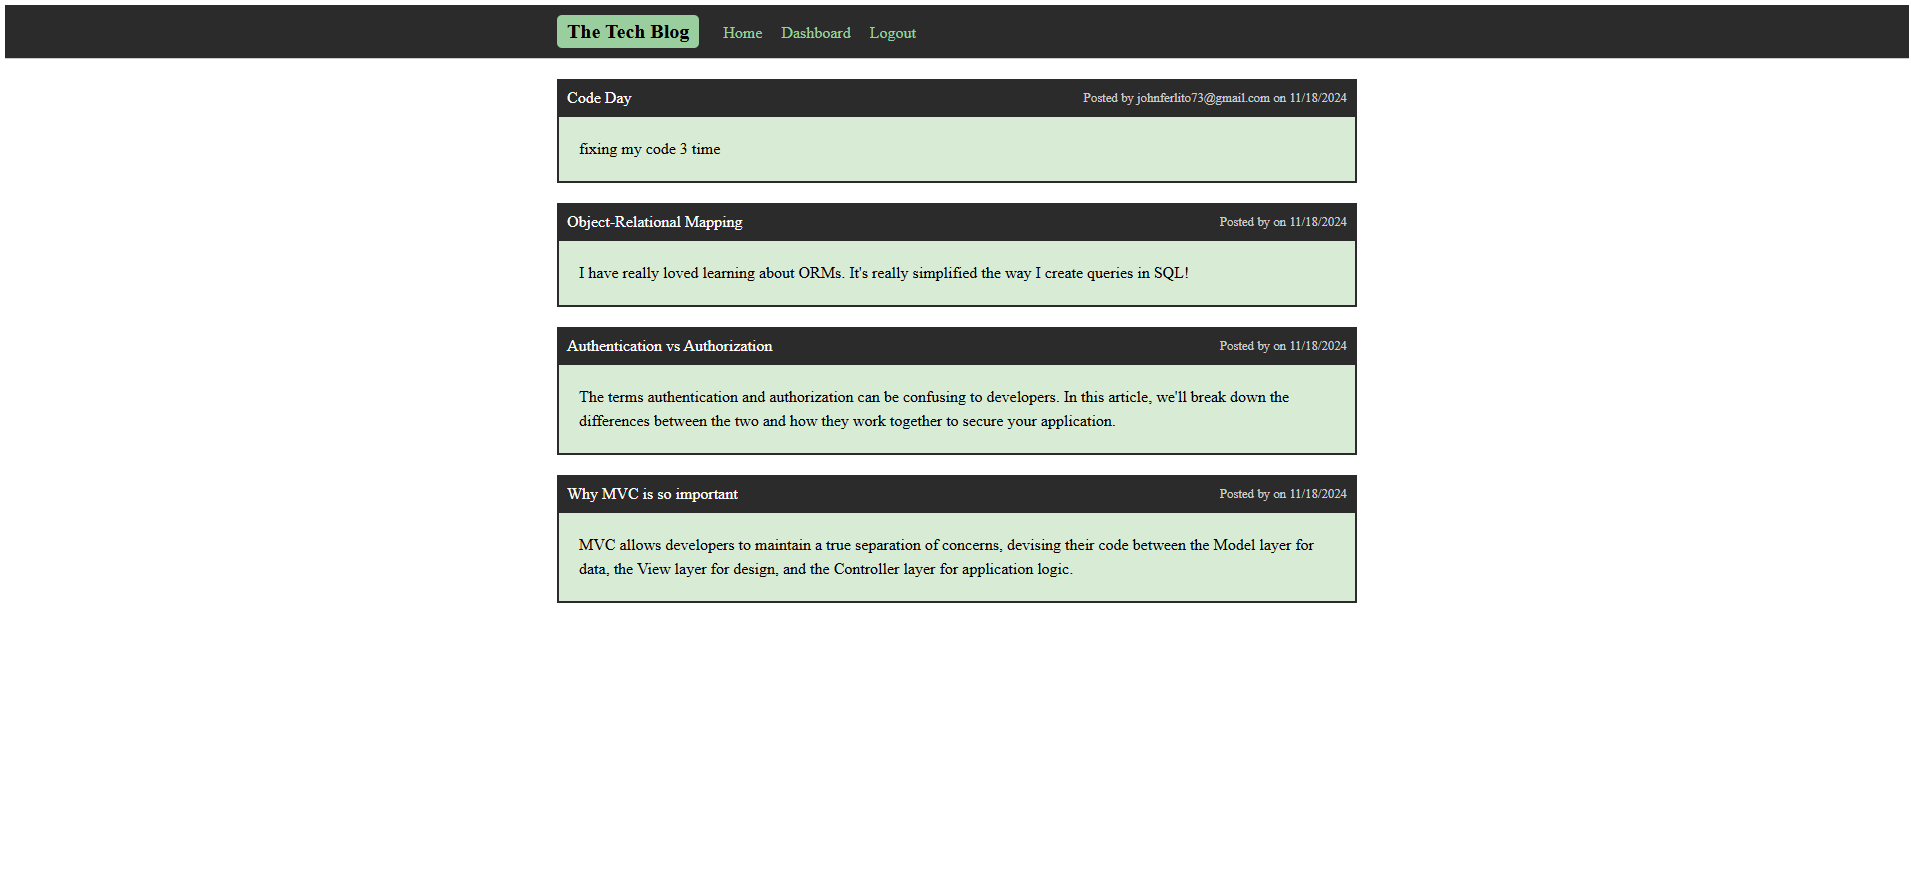 The Tech Blog Home Dashboard Logout
Code Day Posted by johnferlito73@gmail.com on 11/18/2024
fixing my code 3 time
Object-Relational Mapping Posted by on 11/18/2024
I have really loved learning about ORMs. It's really simplified the way I create queries in SQL!
Authentication vs Authorization Posted by on 11/18/2024
The terms authentication and authorization can be confusing to developers. In this article, we'll break down the
differences between the two and how they work together to secure your application.
Why MVC is so important Posted by on 11/18/2024
MVC allows developers to maintain a true separation of concerns, devising their code between the Model layer for
data, the View layer for design, and the Controller layer for application logic.